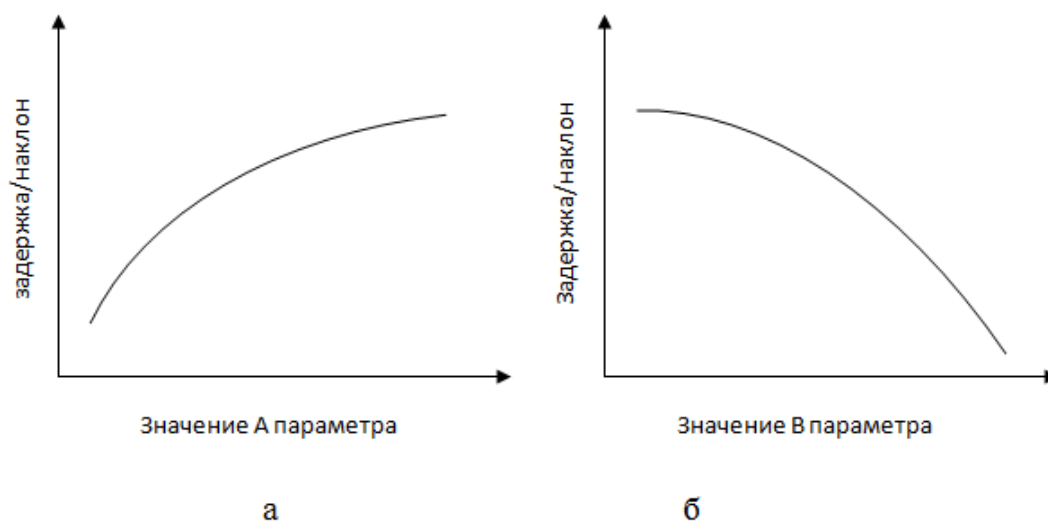 задержка/наклон
Значение А параметра
а
Задержка/наклон
Значение В параметра
б